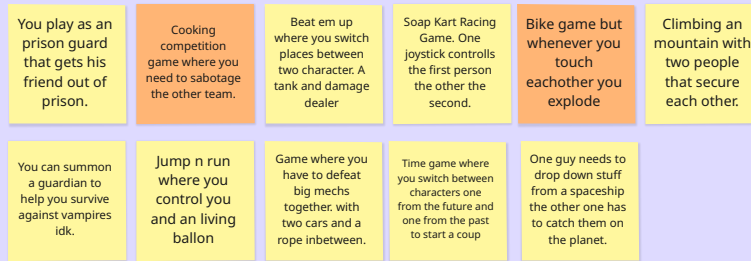 You play as an
prison guard
that gets his
friend out of
prison.
Cooking
competition
game where you
need to sabotage
the other team.
Beat em up
where you switch
places between
two character. A
tank and damage
dealer
Soap Kart Racing
Game. One
joystick controlls
the first person
the other the
second.
Bike game but
whenever you
touch
eachother you
explode
Climbing an
mountain with
two people
that secure
each other.
You can summon
a guardian to
help you survive
against vampires
idk.
Jump n run
where you
control you
and an living
ballon
Game where you
have to defeat
big mechs
together. with
two cars and a
rope inbetween.
Time game where
you switch between
characters one
from the future and
one from the past
to start a coup
One guy needs to
drop down stuff
from a spaceship
the other one has
to catch them on
the planet.